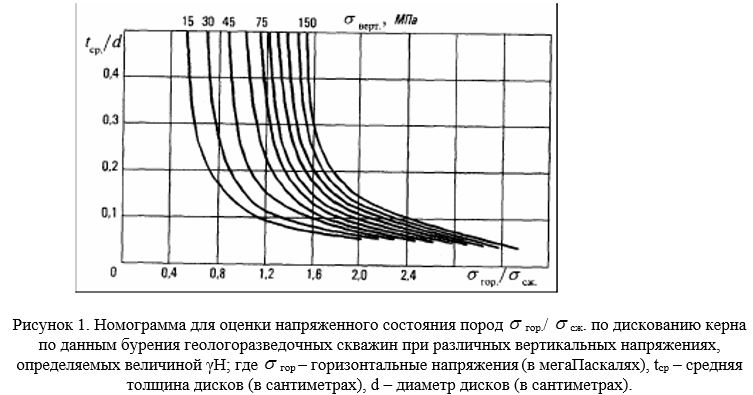 15 30 45 75 150 σ верт., МПа
t ср./d
0,4
0,3
0,2
0,1
0 0,4 0,8 1,2 1,6 2,0 2,4 σ гор./σ сж.
Рисунок 1. Номограмма для оценки напряженного состояния пород σ гор./ σ сж. по дискованию керна
по данным бурения геологоразведочных скважин при различных вертикальных напряжениях,
определяемых величиной γH; где σ гор – горизонтальные напряжения (в мегаПаскалях), tср – средняя
толщина дисков (в сантиметрах), d – диаметр дисков (в сантиметрах).